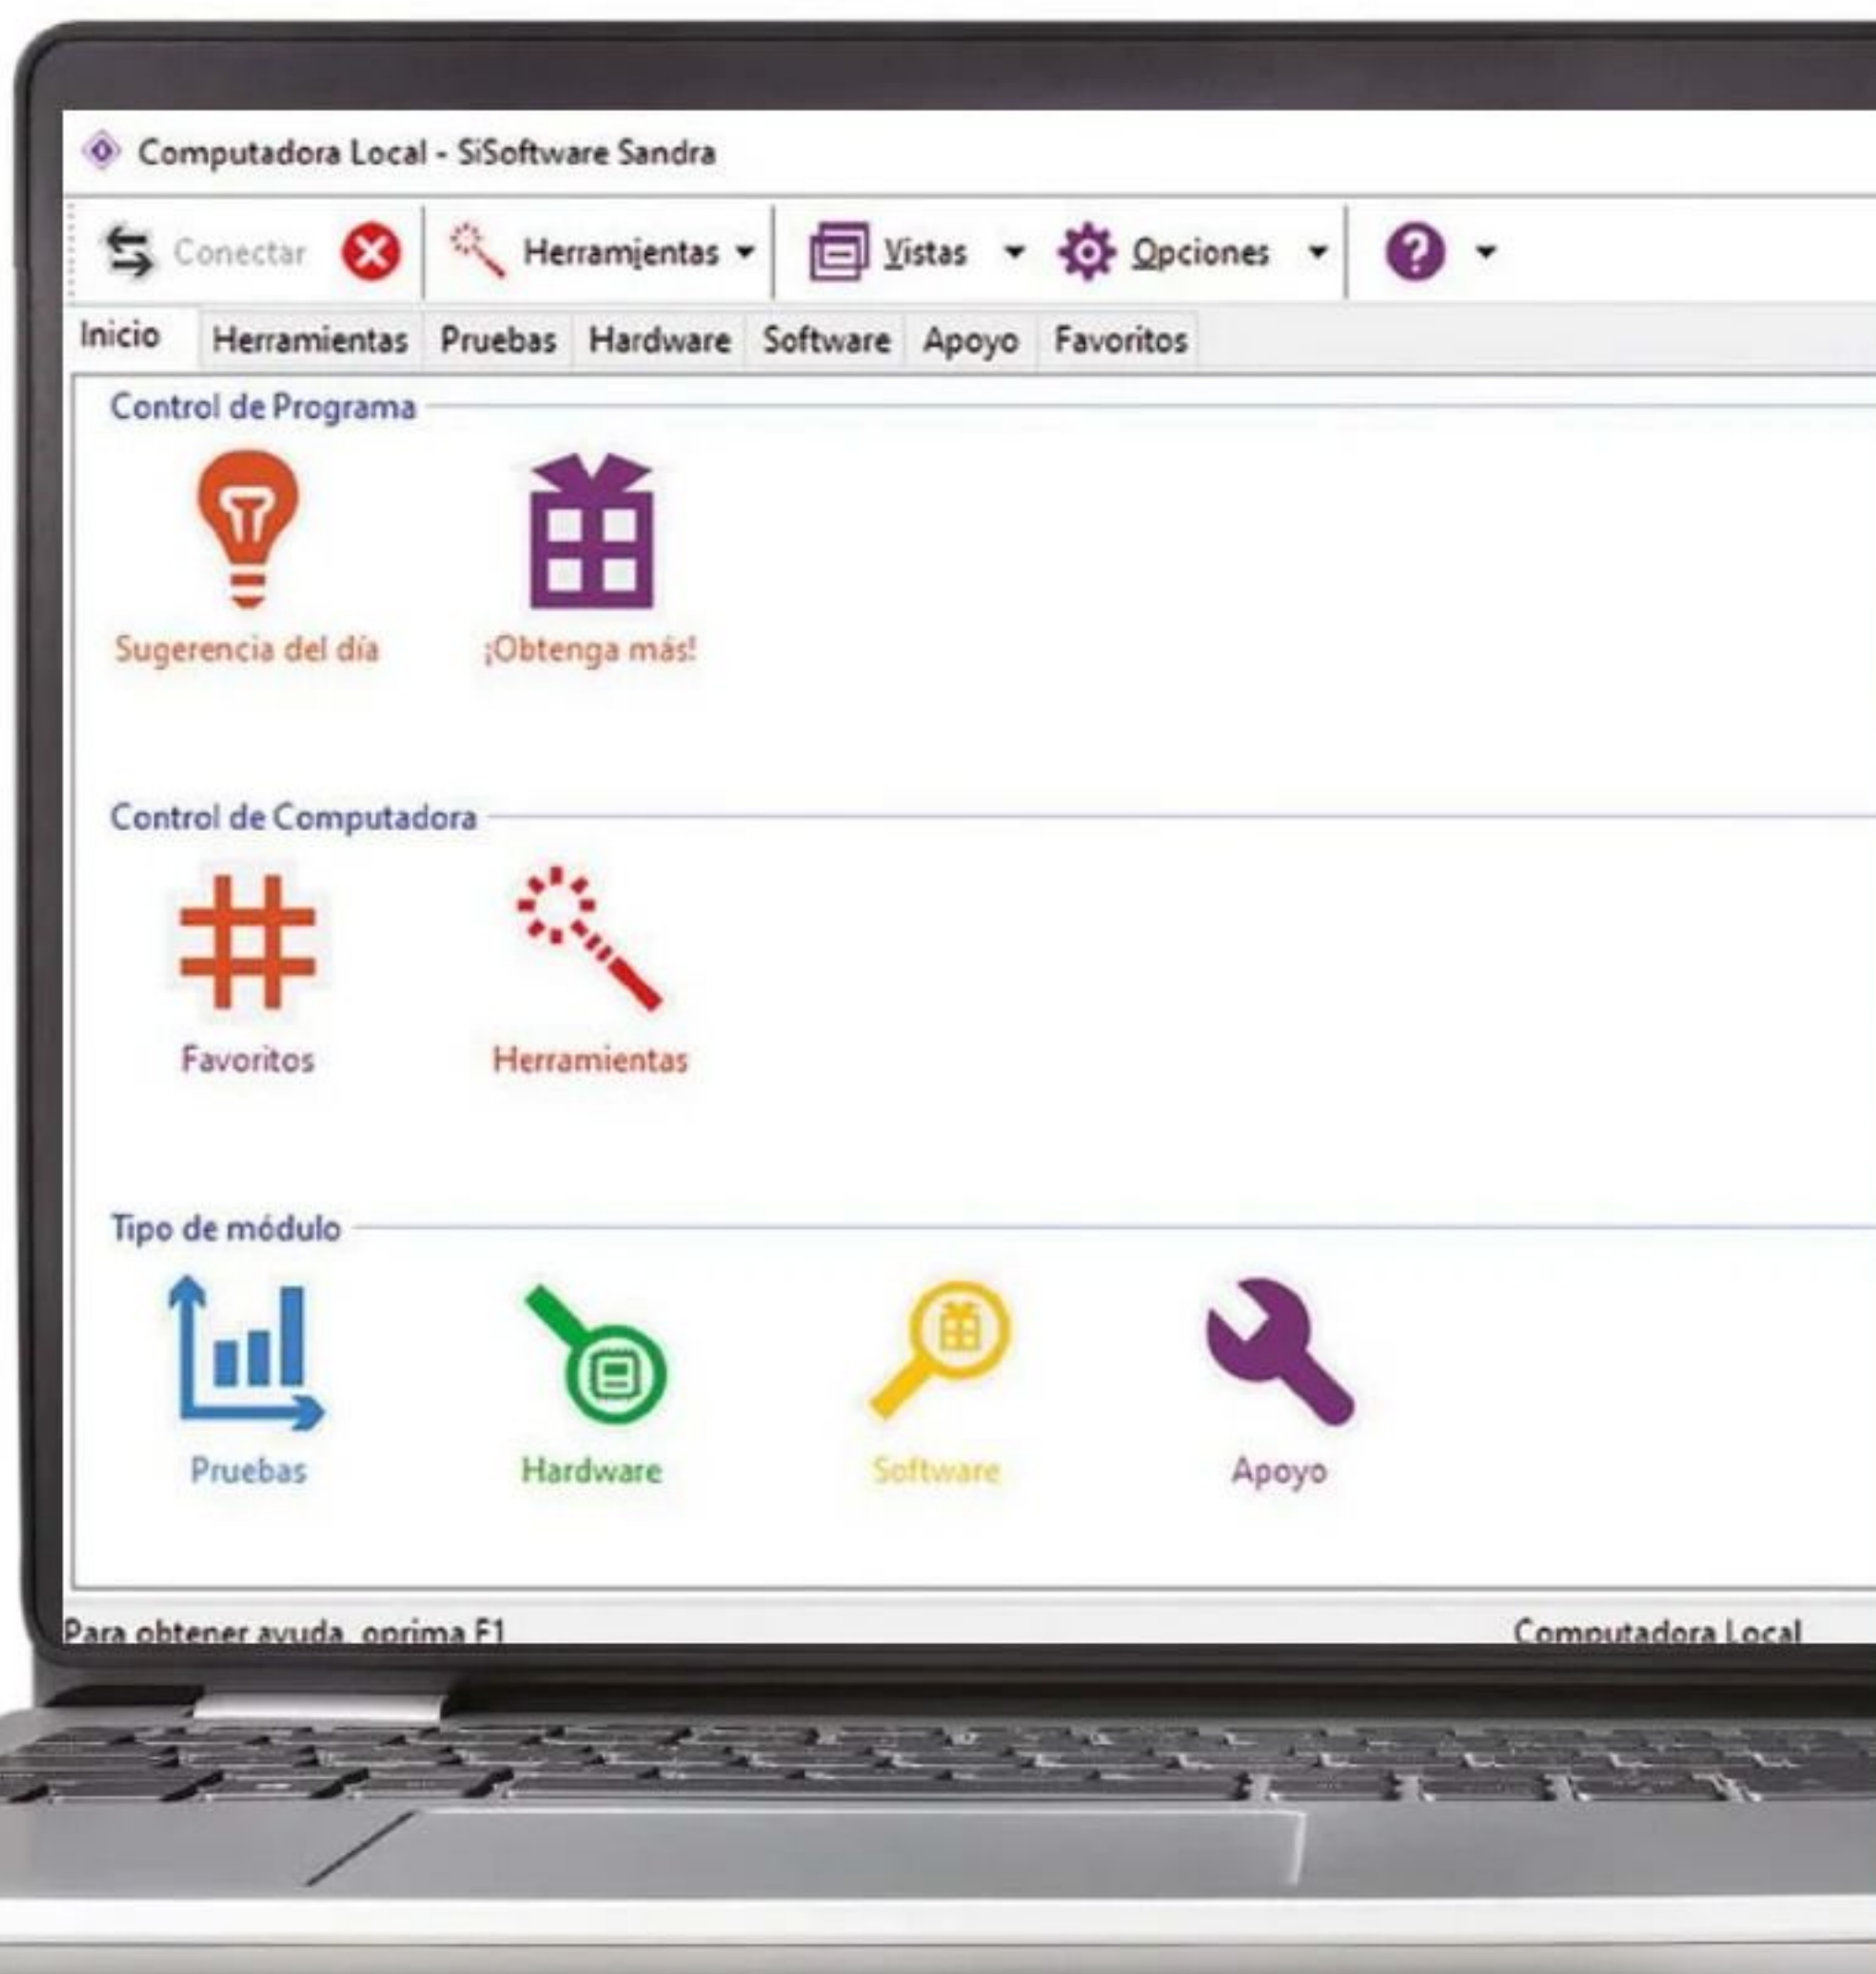 Computadora Local - SiSoftware Sandra
Conectar Herramientas Vistas Opciones ?
Inicio Herramientas Pruebas Hardware Software Apoyo Favoritos
Control de Programa
Sugerencia del día ¡Obtenga más!
Control de Computadora
Favoritos Herramientas
Tipo de módulo
Pruebas Hardware Software Apoyo
Para obtener ayuda, oprima F1 Computadora Local